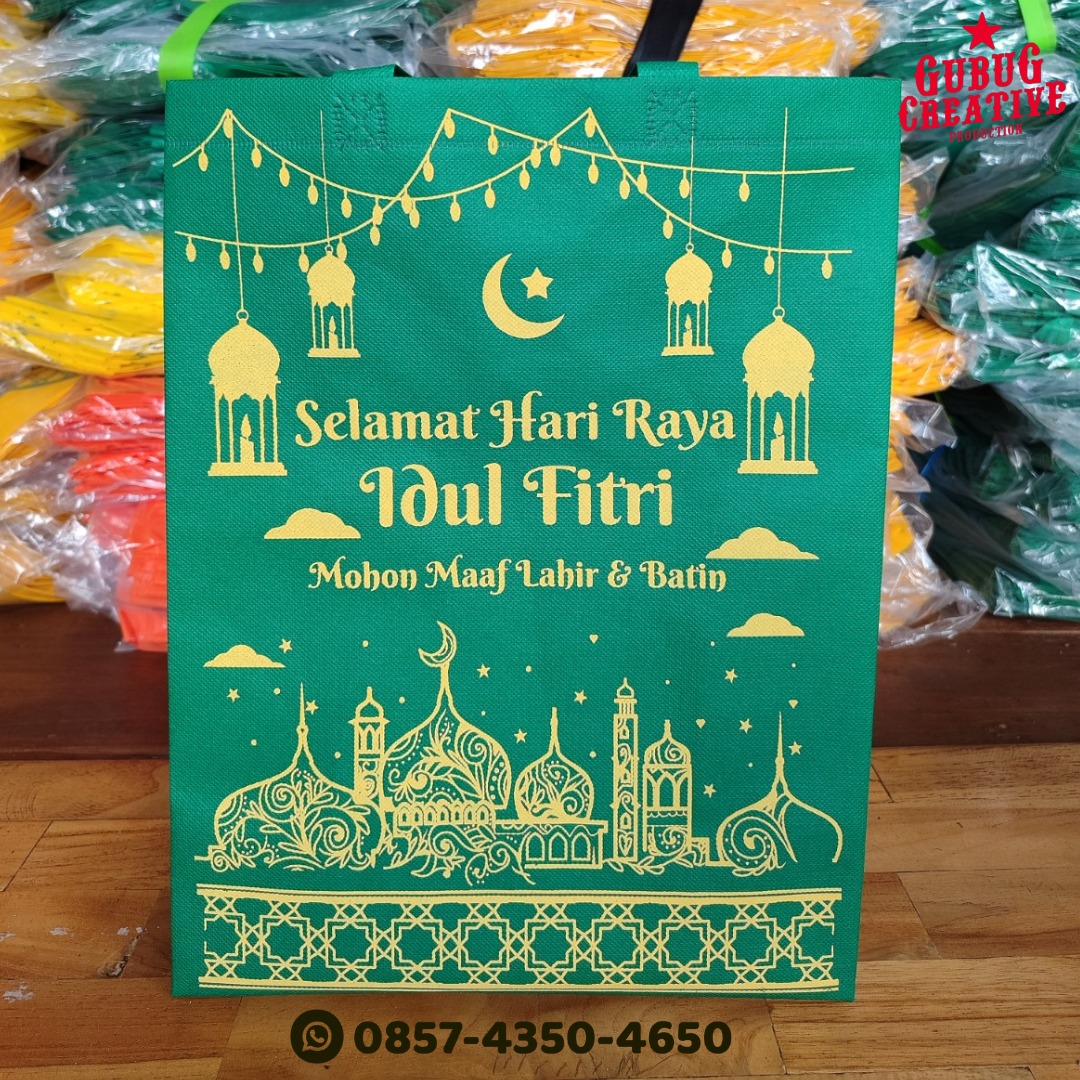 GUBUG
CREATIVE
PRODUCTION
Selamat Hari Raya
Idul Fitri
Mohon Maaf Lahir & Batin
0857-4350-4650